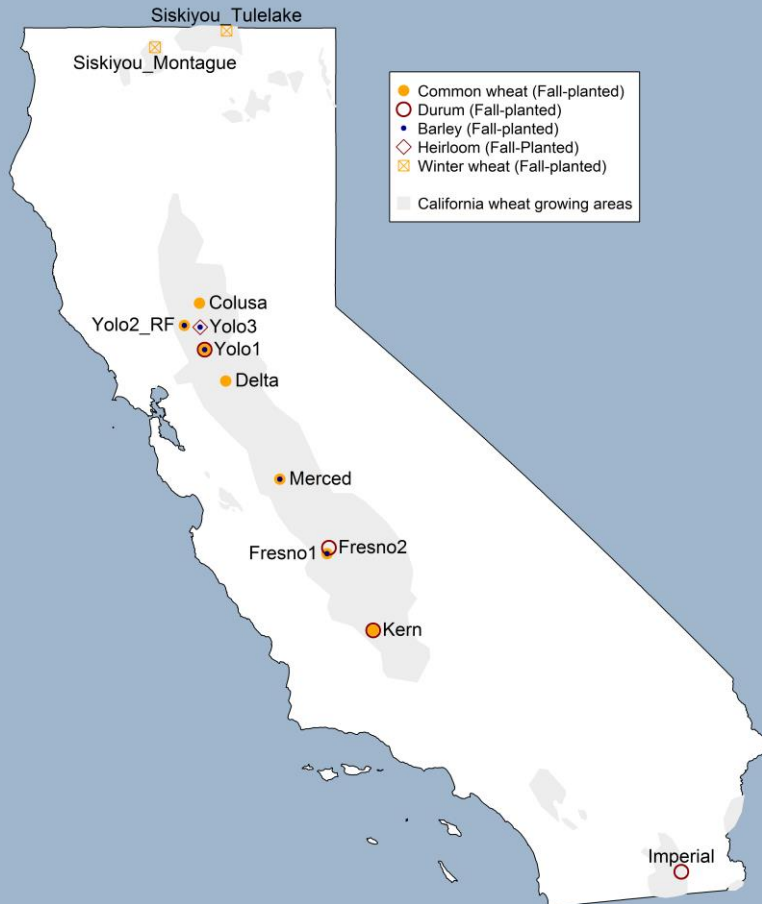 Siskiyou_Tulelake
Siskiyou_Montague
Common wheat (Fall-planted)
Durum (Fall-planted)
Barley (Fall-planted)
Heirloom (Fall-Planted)
Winter wheat (Fall-planted)
California wheat growing areas
Colusa
Yolo2_RF
Yolo3
Yolo1
Delta
Merced
Fresno1
Fresno2
Kern
Imperial